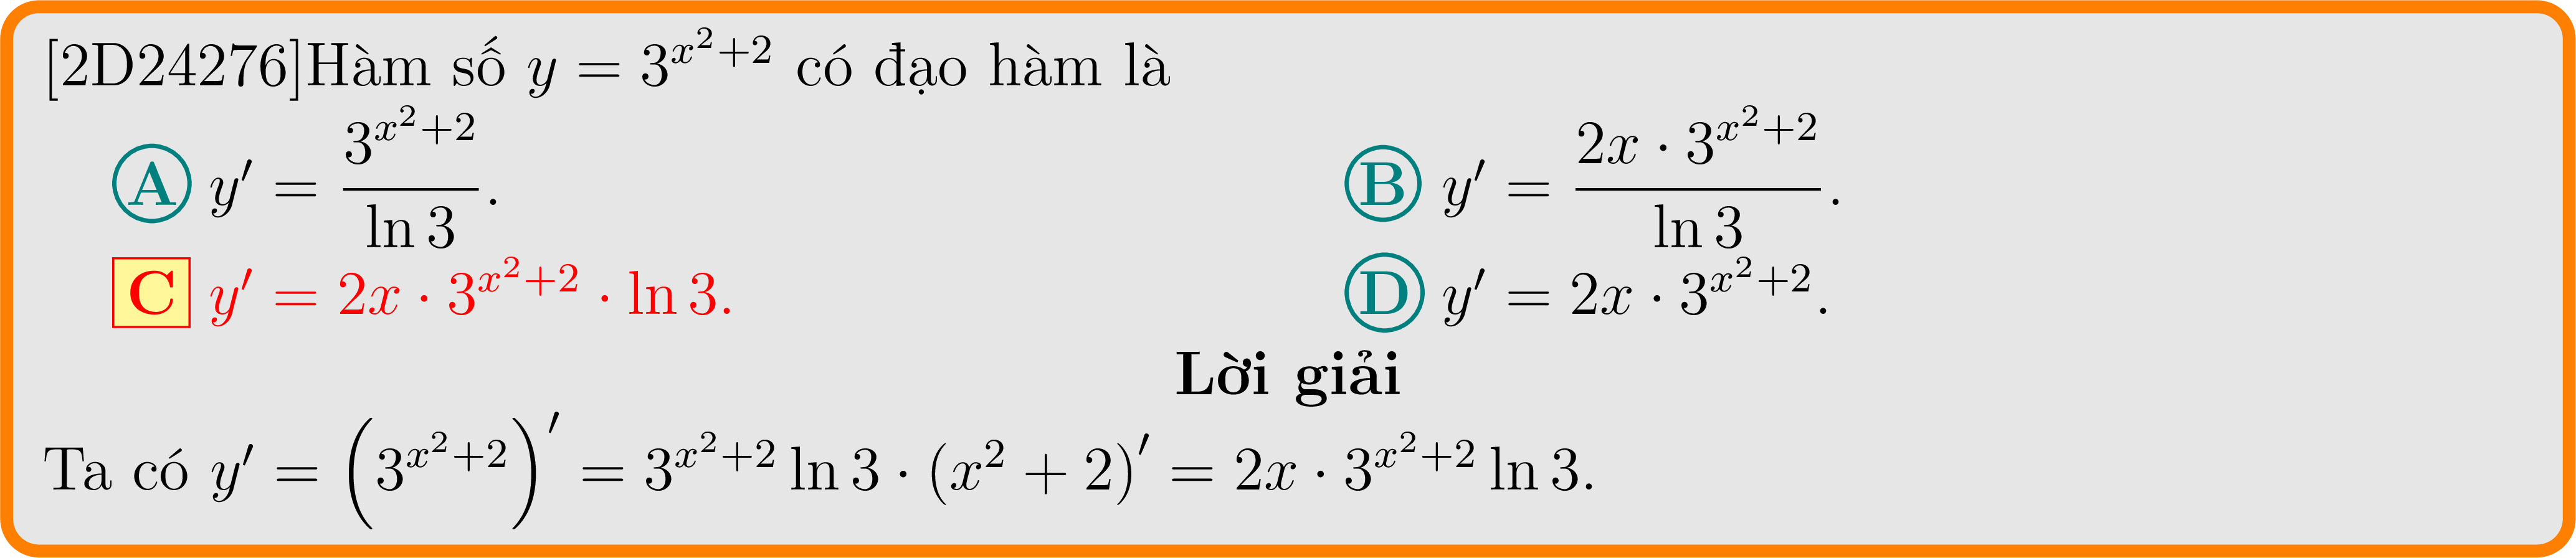 [2D24276]Hàm số $y = 3^{x^2+2}$ có đạo hàm là
A $y' = \dfrac{3^{x^2+2}}{\ln 3}$. B $y' = \dfrac{2x \cdot 3^{x^2+2}}{\ln 3}$.
C $y' = 2x \cdot 3^{x^2+2} \cdot \ln 3$. D $y' = 2x \cdot 3^{x^2+2}$.
Lời giải
Ta có $y' = \left(3^{x^2+2}\right)' = 3^{x^2+2} \ln 3 \cdot (x^2 + 2)' = 2x \cdot 3^{x^2+2} \ln 3$.